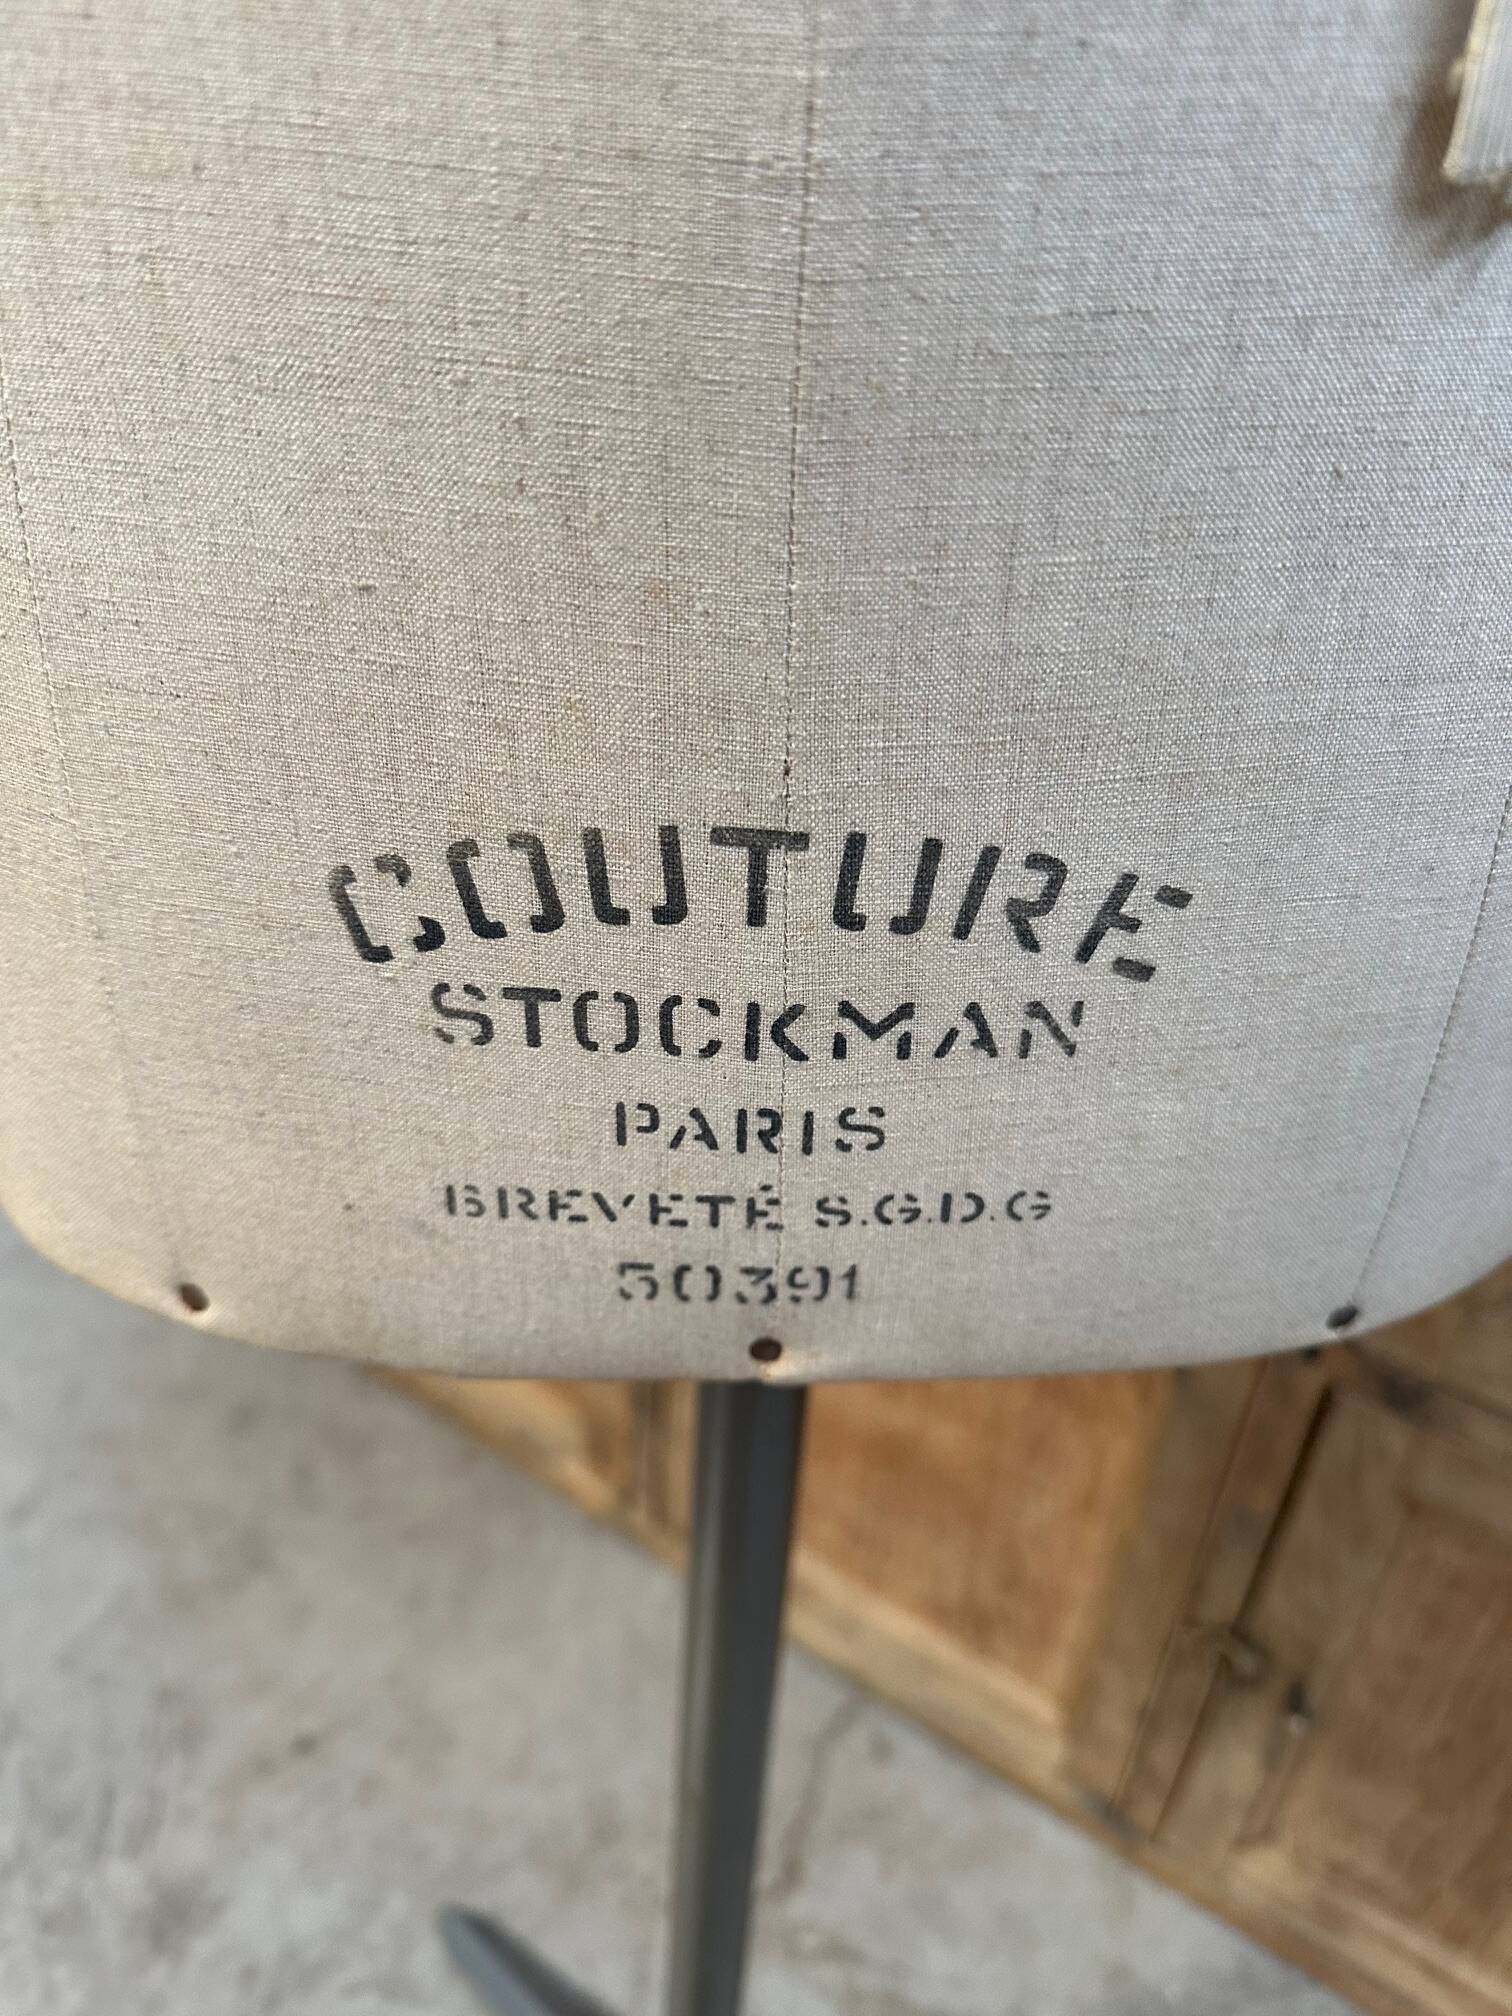 COUTURE
STOCKMAN
PARIS
BREVETÉ S.G.D.G
50391